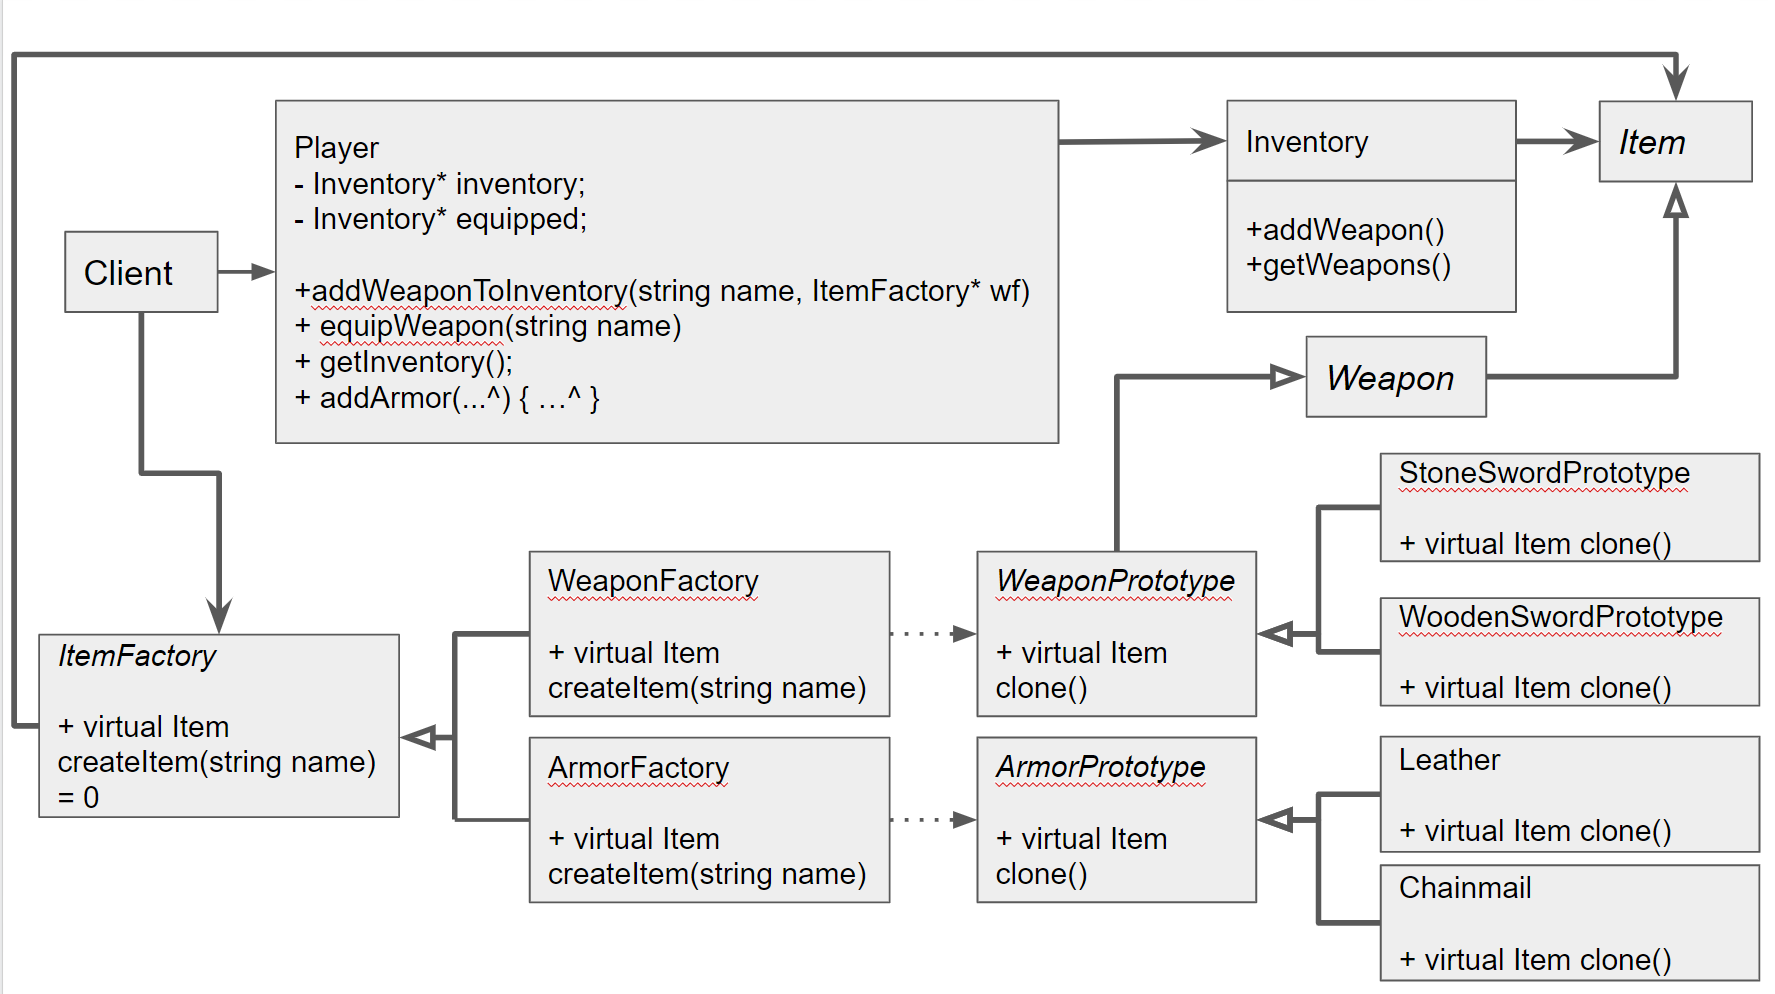 Player
- Inventory* inventory;
- Inventory* equipped;
+addWeaponToInventory(string name, ItemFactory* wf)
+ equipWeapon(string name)
+ getInventory();
+ addArmor(...^) { ...^ }
Inventory
+addWeapon()
+getWeapons()
Item
Client
Weapon
StoneSwordPrototype
+ virtual Item clone()
WeaponFactory
+ virtual Item
createItem(string name)
WeaponPrototype
+ virtual Item
clone()
WoodenSwordPrototype
+ virtual Item clone()
ItemFactory
+ virtual Item
createItem(string name)
= 0
ArmorFactory
+ virtual Item
createItem(string name)
ArmorPrototype
+ virtual Item
clone()
Leather
+ virtual Item clone()
Chainmail
+ virtual Item clone()